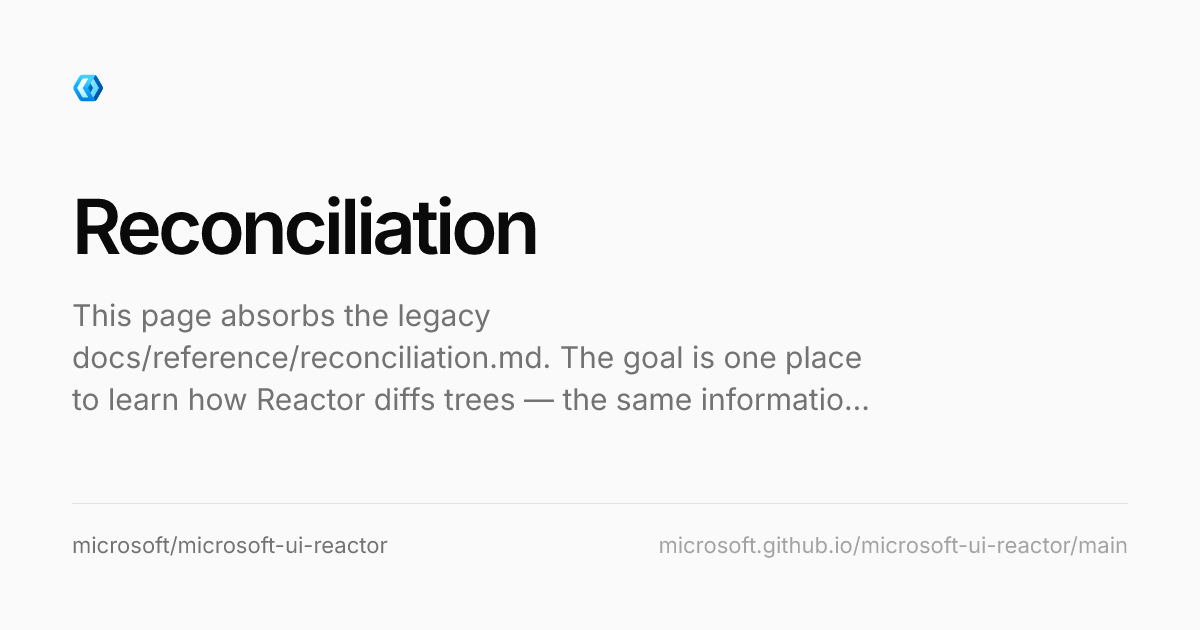 Reconciliation
This page absorbs the legacy
docs/reference/reconciliation.md. The goal is one place
to learn how Reactor diffs trees — the same informatio...
microsoft/microsoft-ui-reactor
microsoft.github.io/microsoft-ui-reactor/main